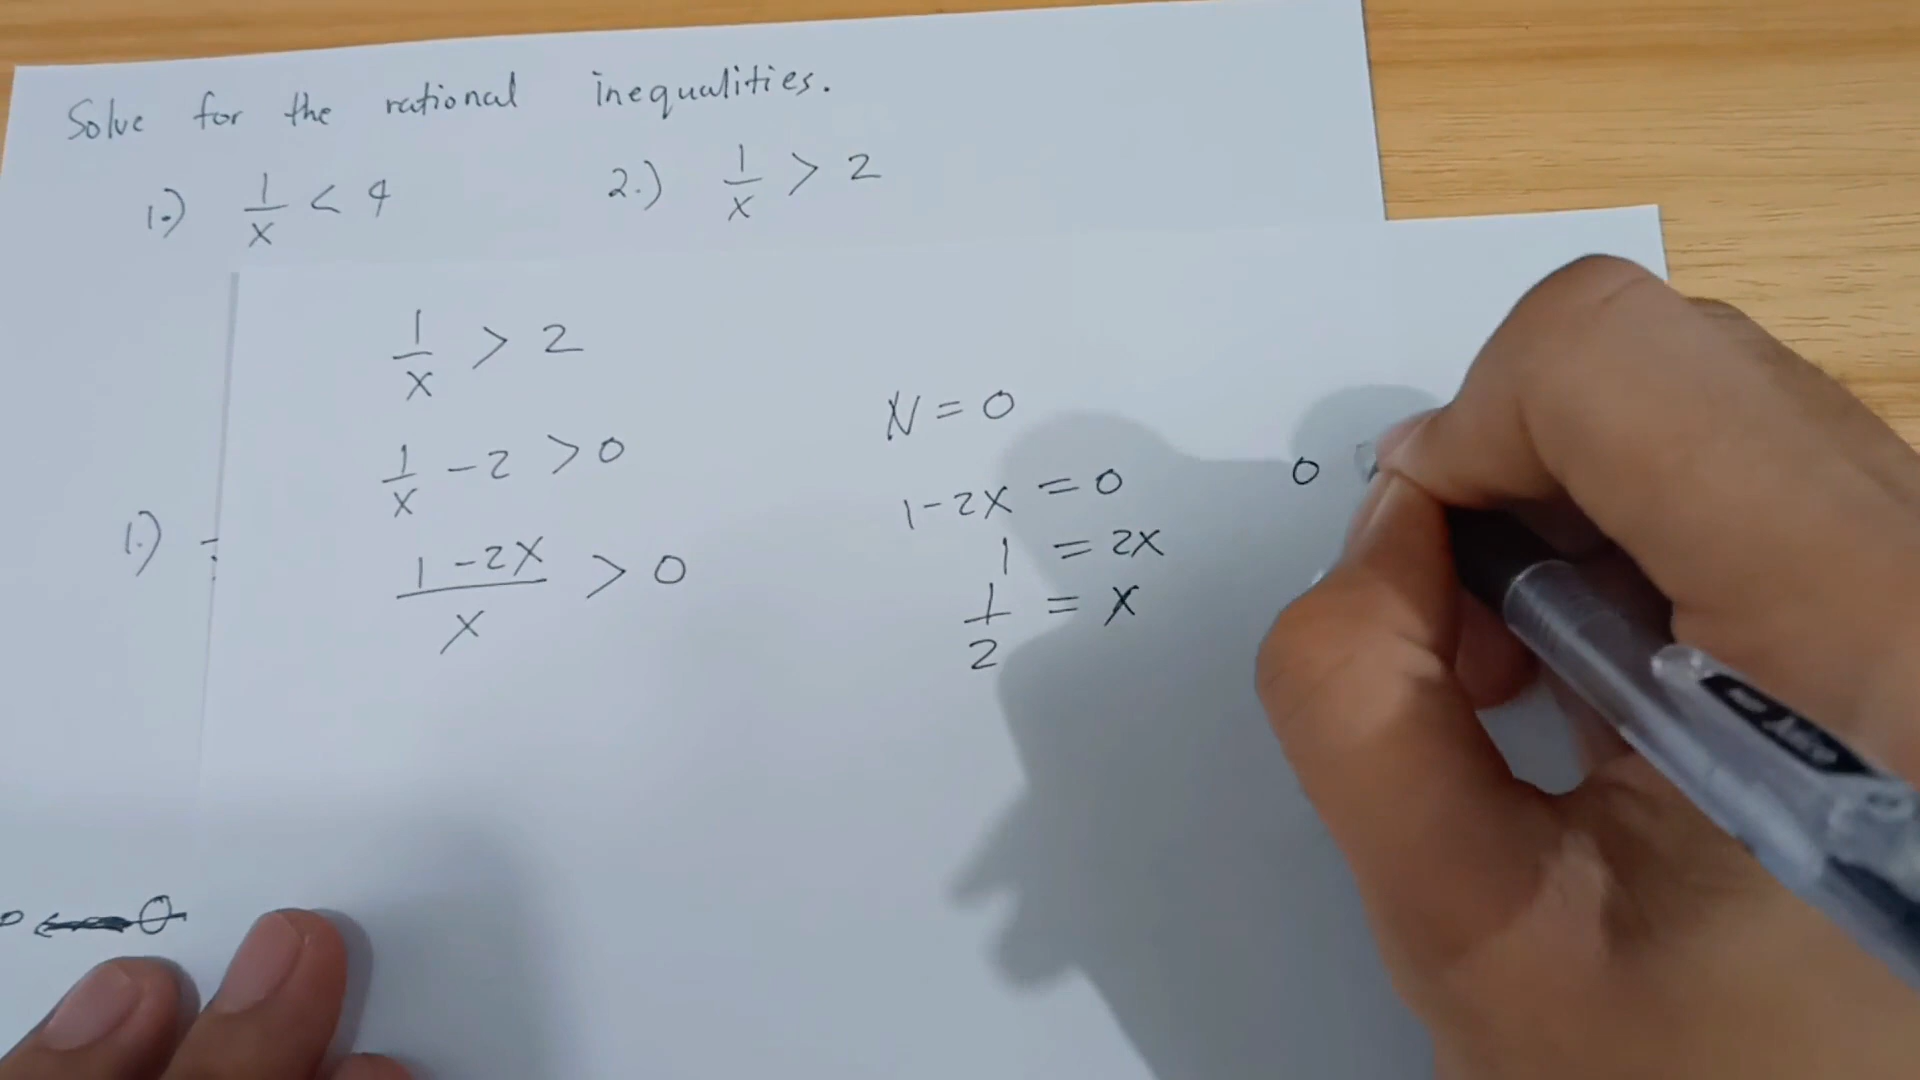 Solve for the rational inequalities.
1.) 1/x < 4 2.) 1/x > 2
1/x > 2
1/x - 2 > 0
1.)
(1 - 2x)/x > 0
N = 0
1 - 2x = 0
1 = 2x
1/2 = x
0